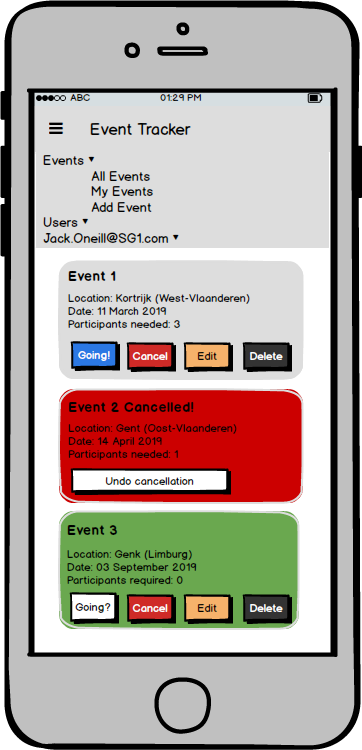 ABC 01:29 PM
Event Tracker
Events
All Events
My Events
Add Event
Users
Jack.Oneill@SG1.com
Event 1
Location: Kortrijk (West-Vlaanderen)
Date: 11 March 2019
Participants needed: 3
Going! Cancel Edit Delete
Event 2 Cancelled!
Location: Gent (Oost-Vlaanderen)
Date: 14 April 2019
Participants needed: 1
Undo cancellation
Event 3
Location: Genk (Limburg)
Date: 03 September 2019
Participants required: 0
Going? Cancel Edit Delete